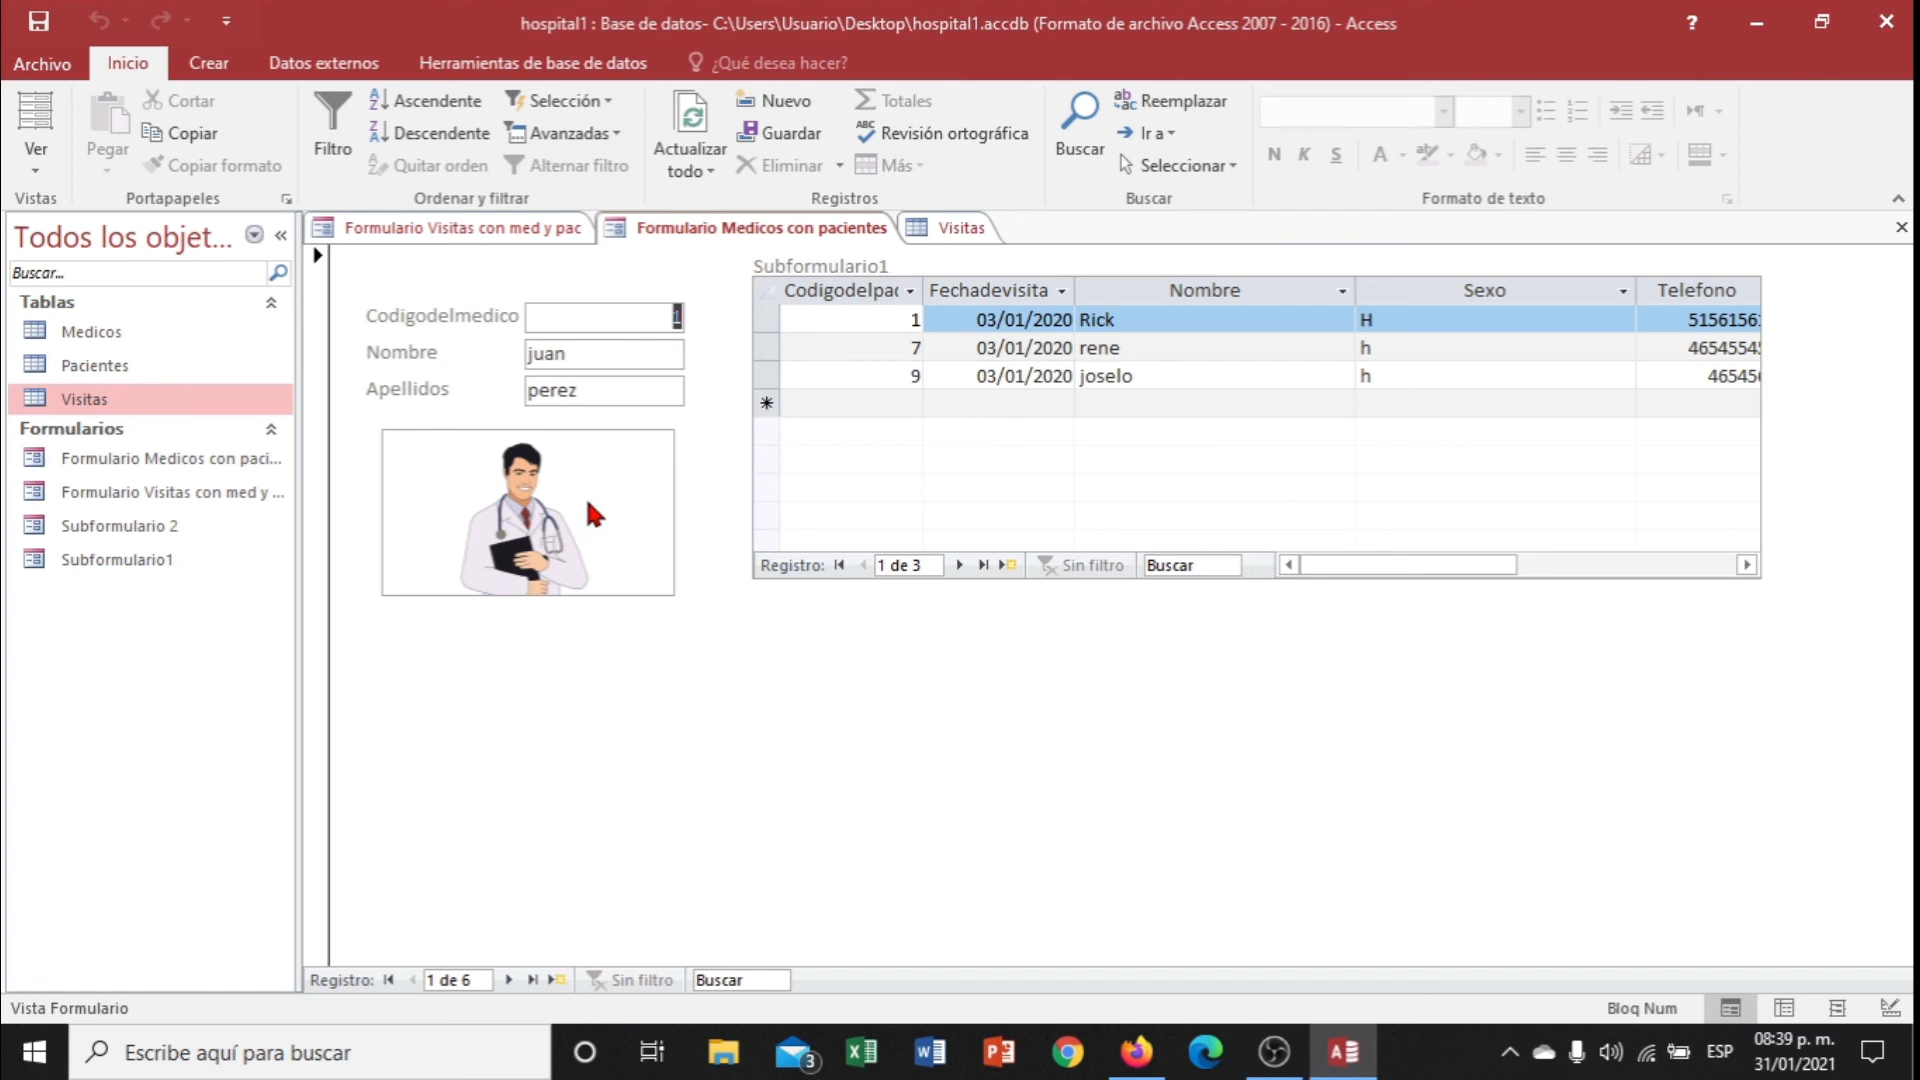 hospital1 : Base de datos- C:\Users\Usuario\Desktop\hospital1.accdb (Formato de archivo Access 2007 - 2016) - Access
?
Archivo Inicio Crear Datos externos Herramientas de base de datos ¿Qué desea hacer?
Ver
Pegar
Cortar
Copiar
Copiar formato
Filtro
Ascendente
Descendente
Quitar orden
Selección
Avanzadas
Alternar filtro
Actualizar
todo
Nuevo
Guardar
Eliminar
Totales
Revisión ortográfica
Más
Buscar
Reemplazar
Ir a
Seleccionar
N K S A
Vistas Portapapeles Ordenar y filtrar Registros Buscar Formato de texto
Todos los objet...
Buscar...
Tablas
Medicos
Pacientes
Visitas
Formularios
Formulario Medicos con paci...
Formulario Visitas con med y ...
Subformulario 2
Subformulario1
Formulario Visitas con med y pac Formulario Medicos con pacientes Visitas
Codigodelmedico 1
Nombre juan
Apellidos perez
Subformulario1
Codigodelpac Fechadevisita Nombre Sexo Telefono
1 03/01/2020 Rick H 5156156
7 03/01/2020 rene h 4654554
9 03/01/2020 joselo h 46545
Registro: 1 de 3 Sin filtro Buscar
Registro: 1 de 6 Sin filtro Buscar
Vista Formulario Bloq Num
Escribe aquí para buscar
3
ESP
08:39 p. m.
31/01/2021